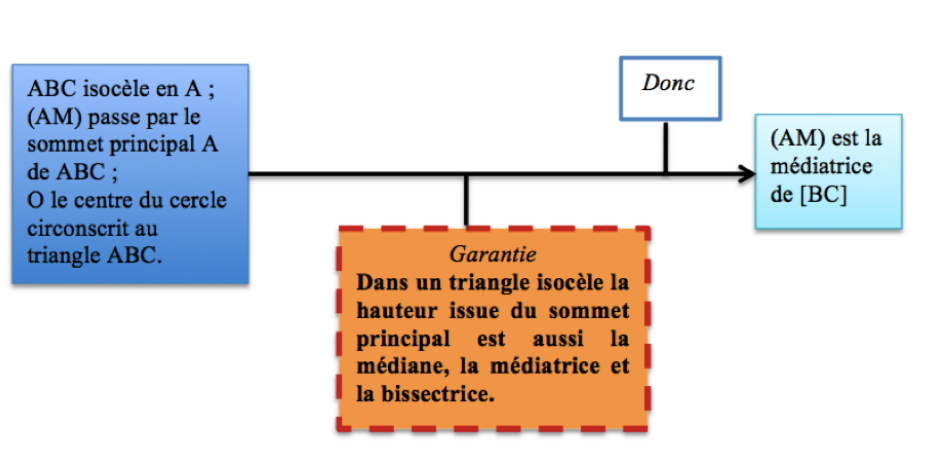 ABC isocèle en A ;
(AM) passe par le
sommet principal A
de ABC ;
O le centre du cercle
circonscrit au
triangle ABC.
Donc
(AM) est la
médiatrice
de [BC]
Garantie
Dans un triangle isocèle la
hauteur issue du sommet
principal est aussi la
médiane, la médiatrice et
la bissectrice.